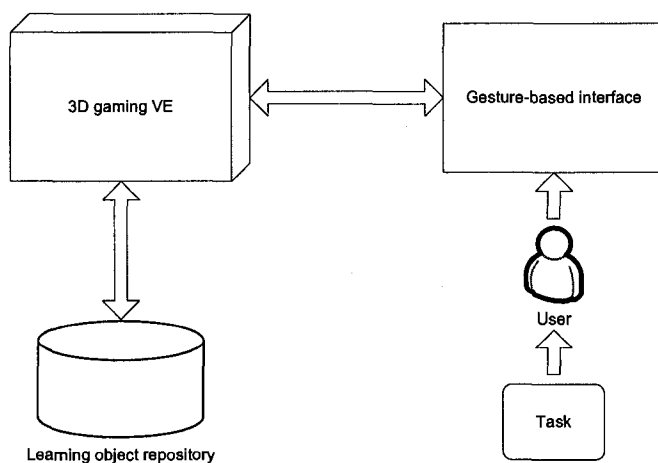 3D gaming VE
Gesture-based interface
User
Task
Learning object repository